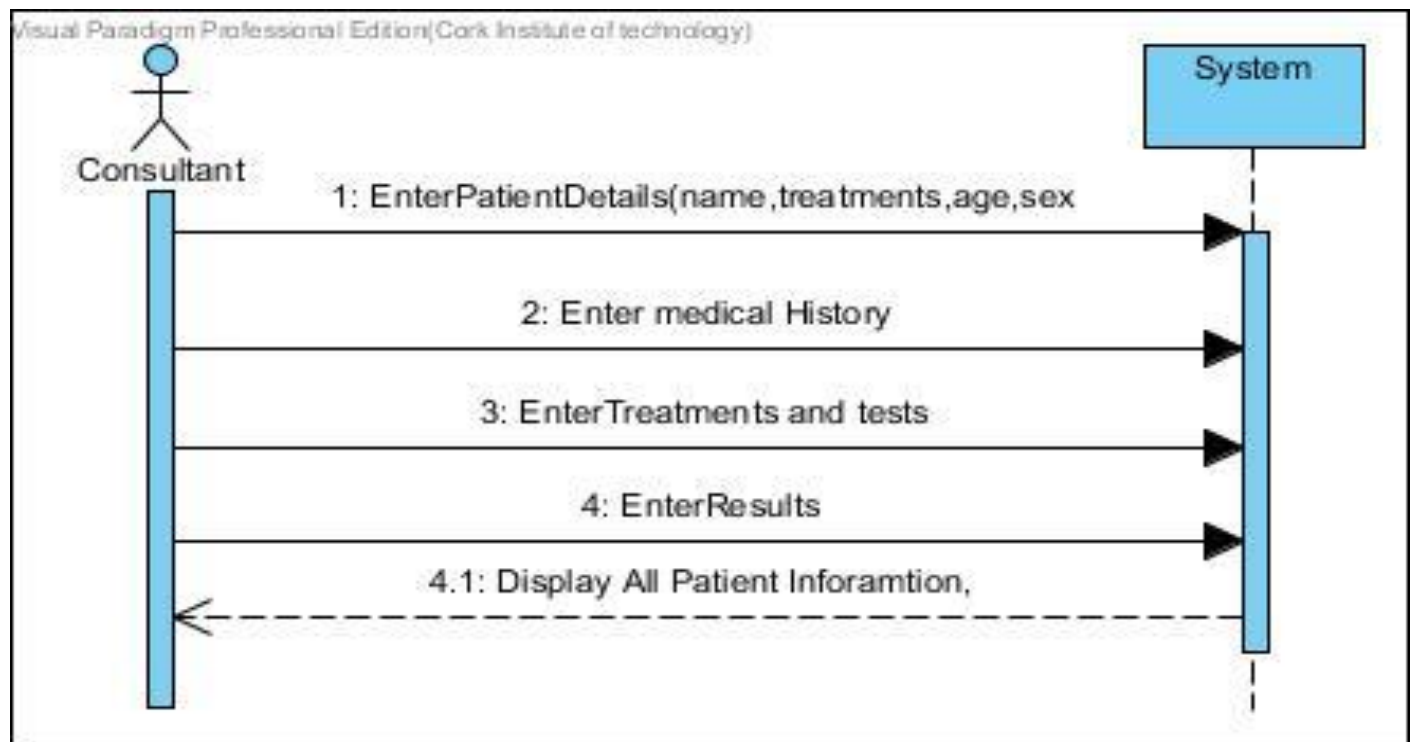 Visual Paradigm Professional Edition(Cork Institute of technology)
System
Consultant
1: EnterPatientDetails(name,treatments,age,sex
2: Enter medical History
3: EnterTreatments and tests
4: EnterResults
4.1: Display All Patient Inforamtion,